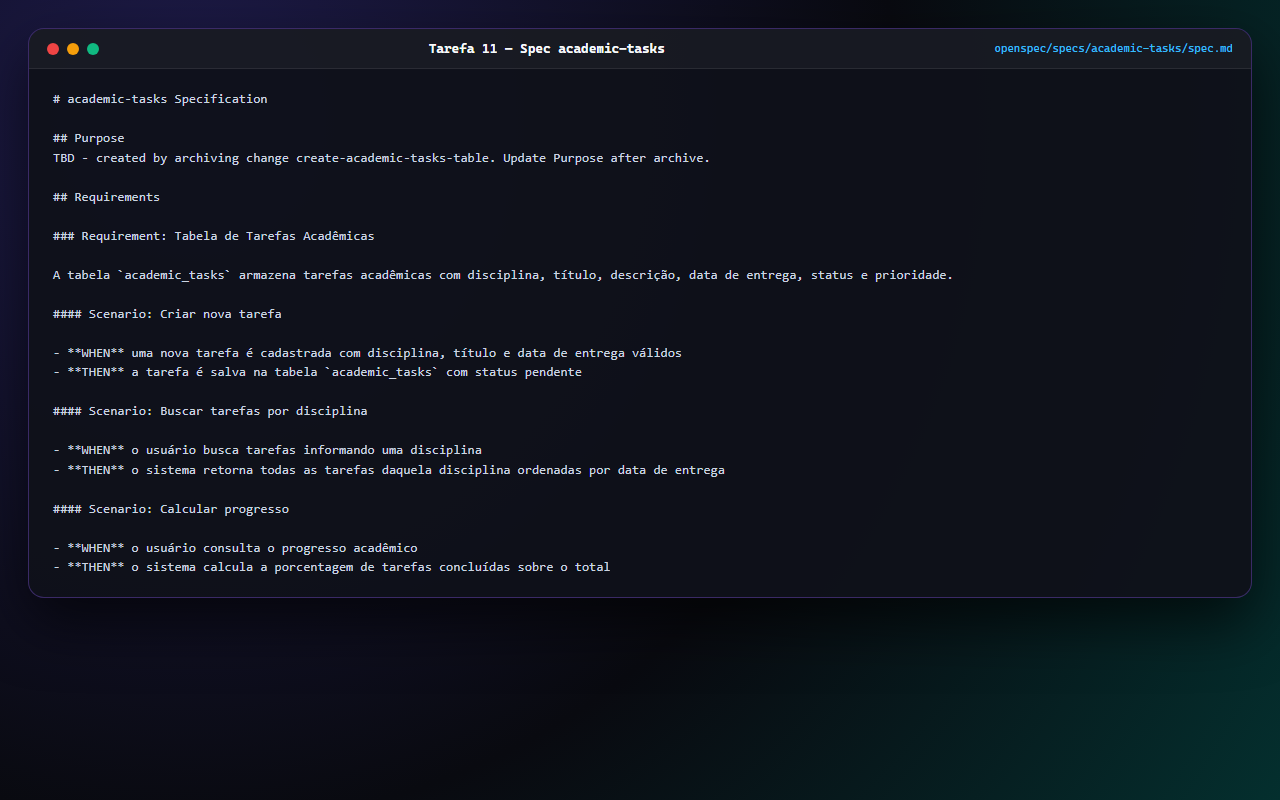 Tarefa 11 — Spec academic-tasks
openspec/specs/academic-tasks/spec.md
# academic-tasks Specification
## Purpose
TBD - created by archiving change create-academic-tasks-table. Update Purpose after archive.
## Requirements
### Requirement: Tabela de Tarefas Acadêmicas
A tabela `academic_tasks` armazena tarefas acadêmicas com disciplina, título, descrição, data de entrega, status e prioridade.
#### Scenario: Criar nova tarefa
- **WHEN** uma nova tarefa é cadastrada com disciplina, título e data de entrega válidos
- **THEN** a tarefa é salva na tabela `academic_tasks` com status pendente
#### Scenario: Buscar tarefas por disciplina
- **WHEN** o usuário busca tarefas informando uma disciplina
- **THEN** o sistema retorna todas as tarefas daquela disciplina ordenadas por data de entrega
#### Scenario: Calcular progresso
- **WHEN** o usuário consulta o progresso acadêmico
- **THEN** o sistema calcula a porcentagem de tarefas concluídas sobre o total